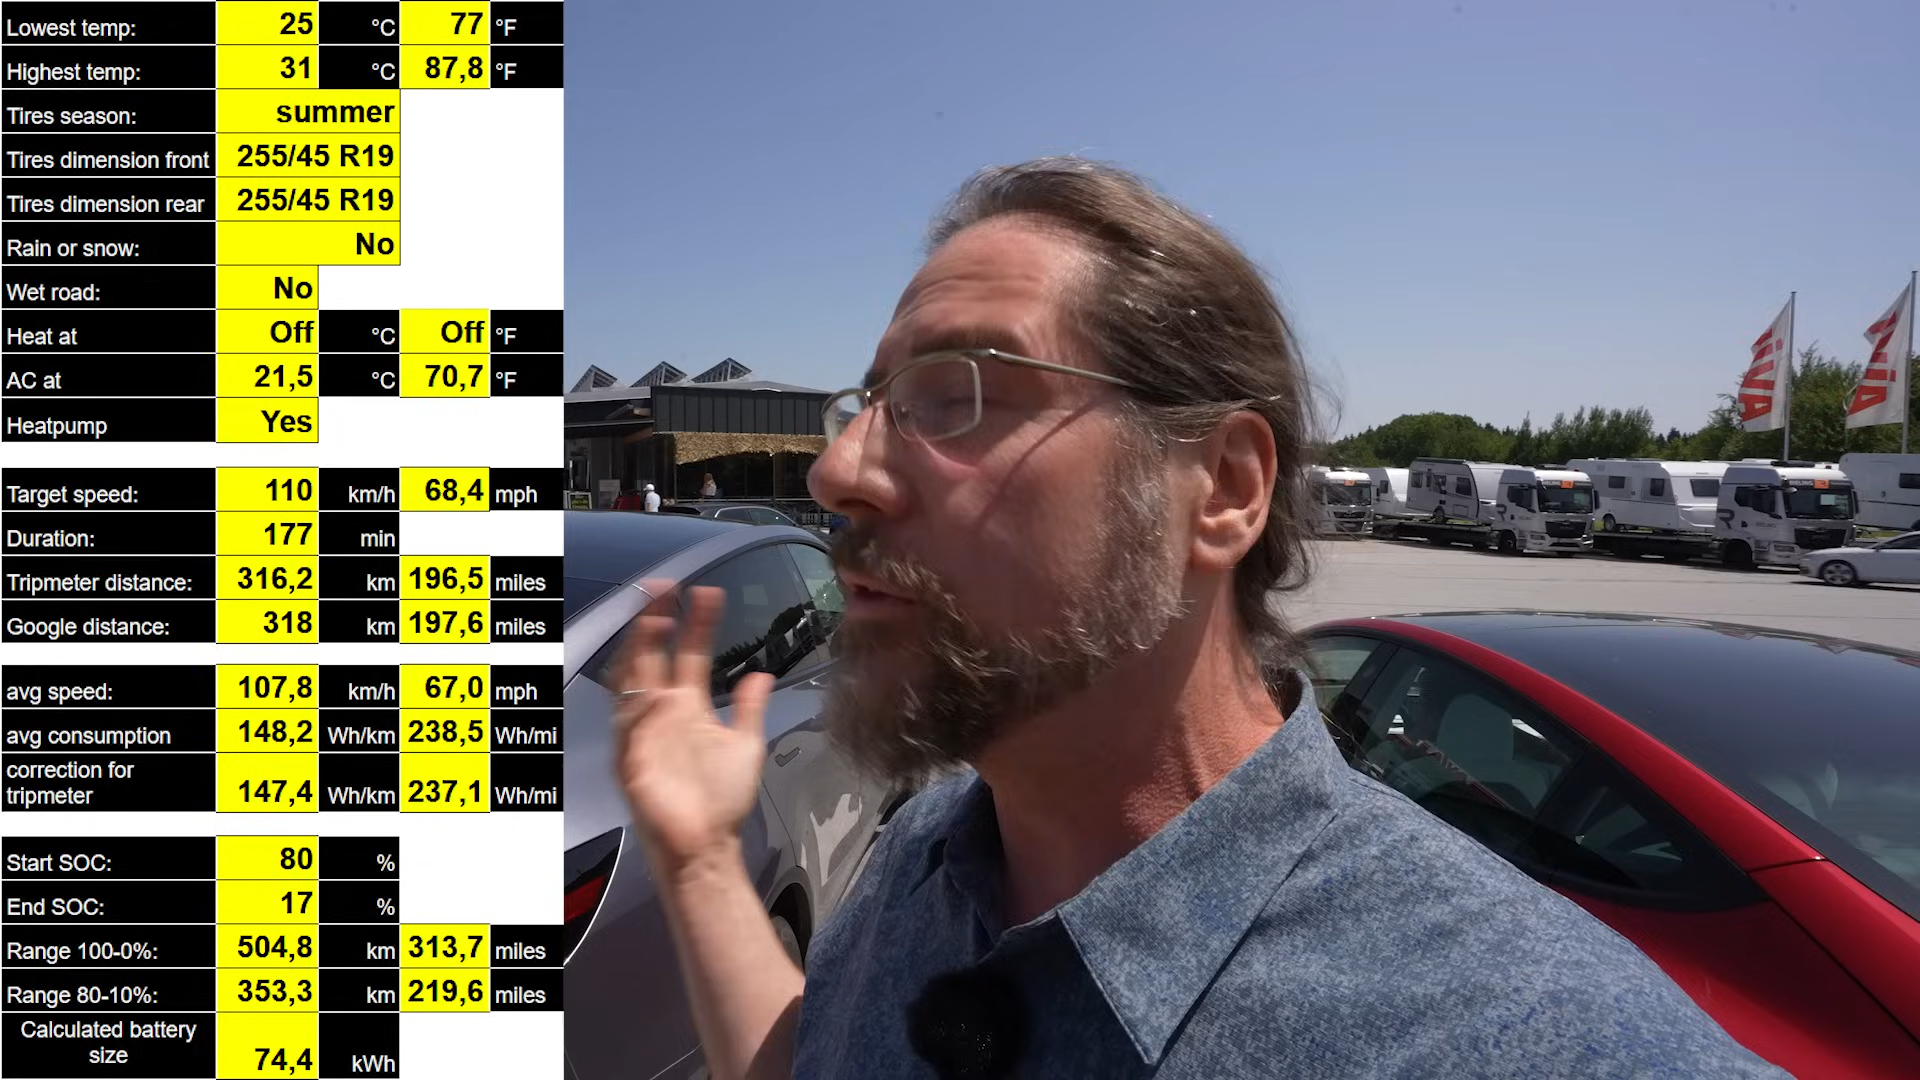 Lowest temp: 25 °C 77 °F
Highest temp: 31 °C 87,8 °F
Tires season: summer
Tires dimension front 255/45 R19
Tires dimension rear 255/45 R19
Rain or snow: No
Wet road: No
Heat at Off °C Off °F
AC at 21,5 °C 70,7 °F
Heatpump Yes
Target speed: 110 km/h 68,4 mph
Duration: 177 min
Tripmeter distance: 316,2 km 196,5 miles
Google distance: 318 km 197,6 miles
avg speed: 107,8 km/h 67,0 mph
avg consumption 148,2 Wh/km 238,5 Wh/mi
correction for
tripmeter 147,4 Wh/km 237,1 Wh/mi
Start SOC: 80 %
End SOC: 17 %
Range 100-0%: 504,8 km 313,7 miles
Range 80-10%: 353,3 km 219,6 miles
Calculated battery
size 74,4 kWh